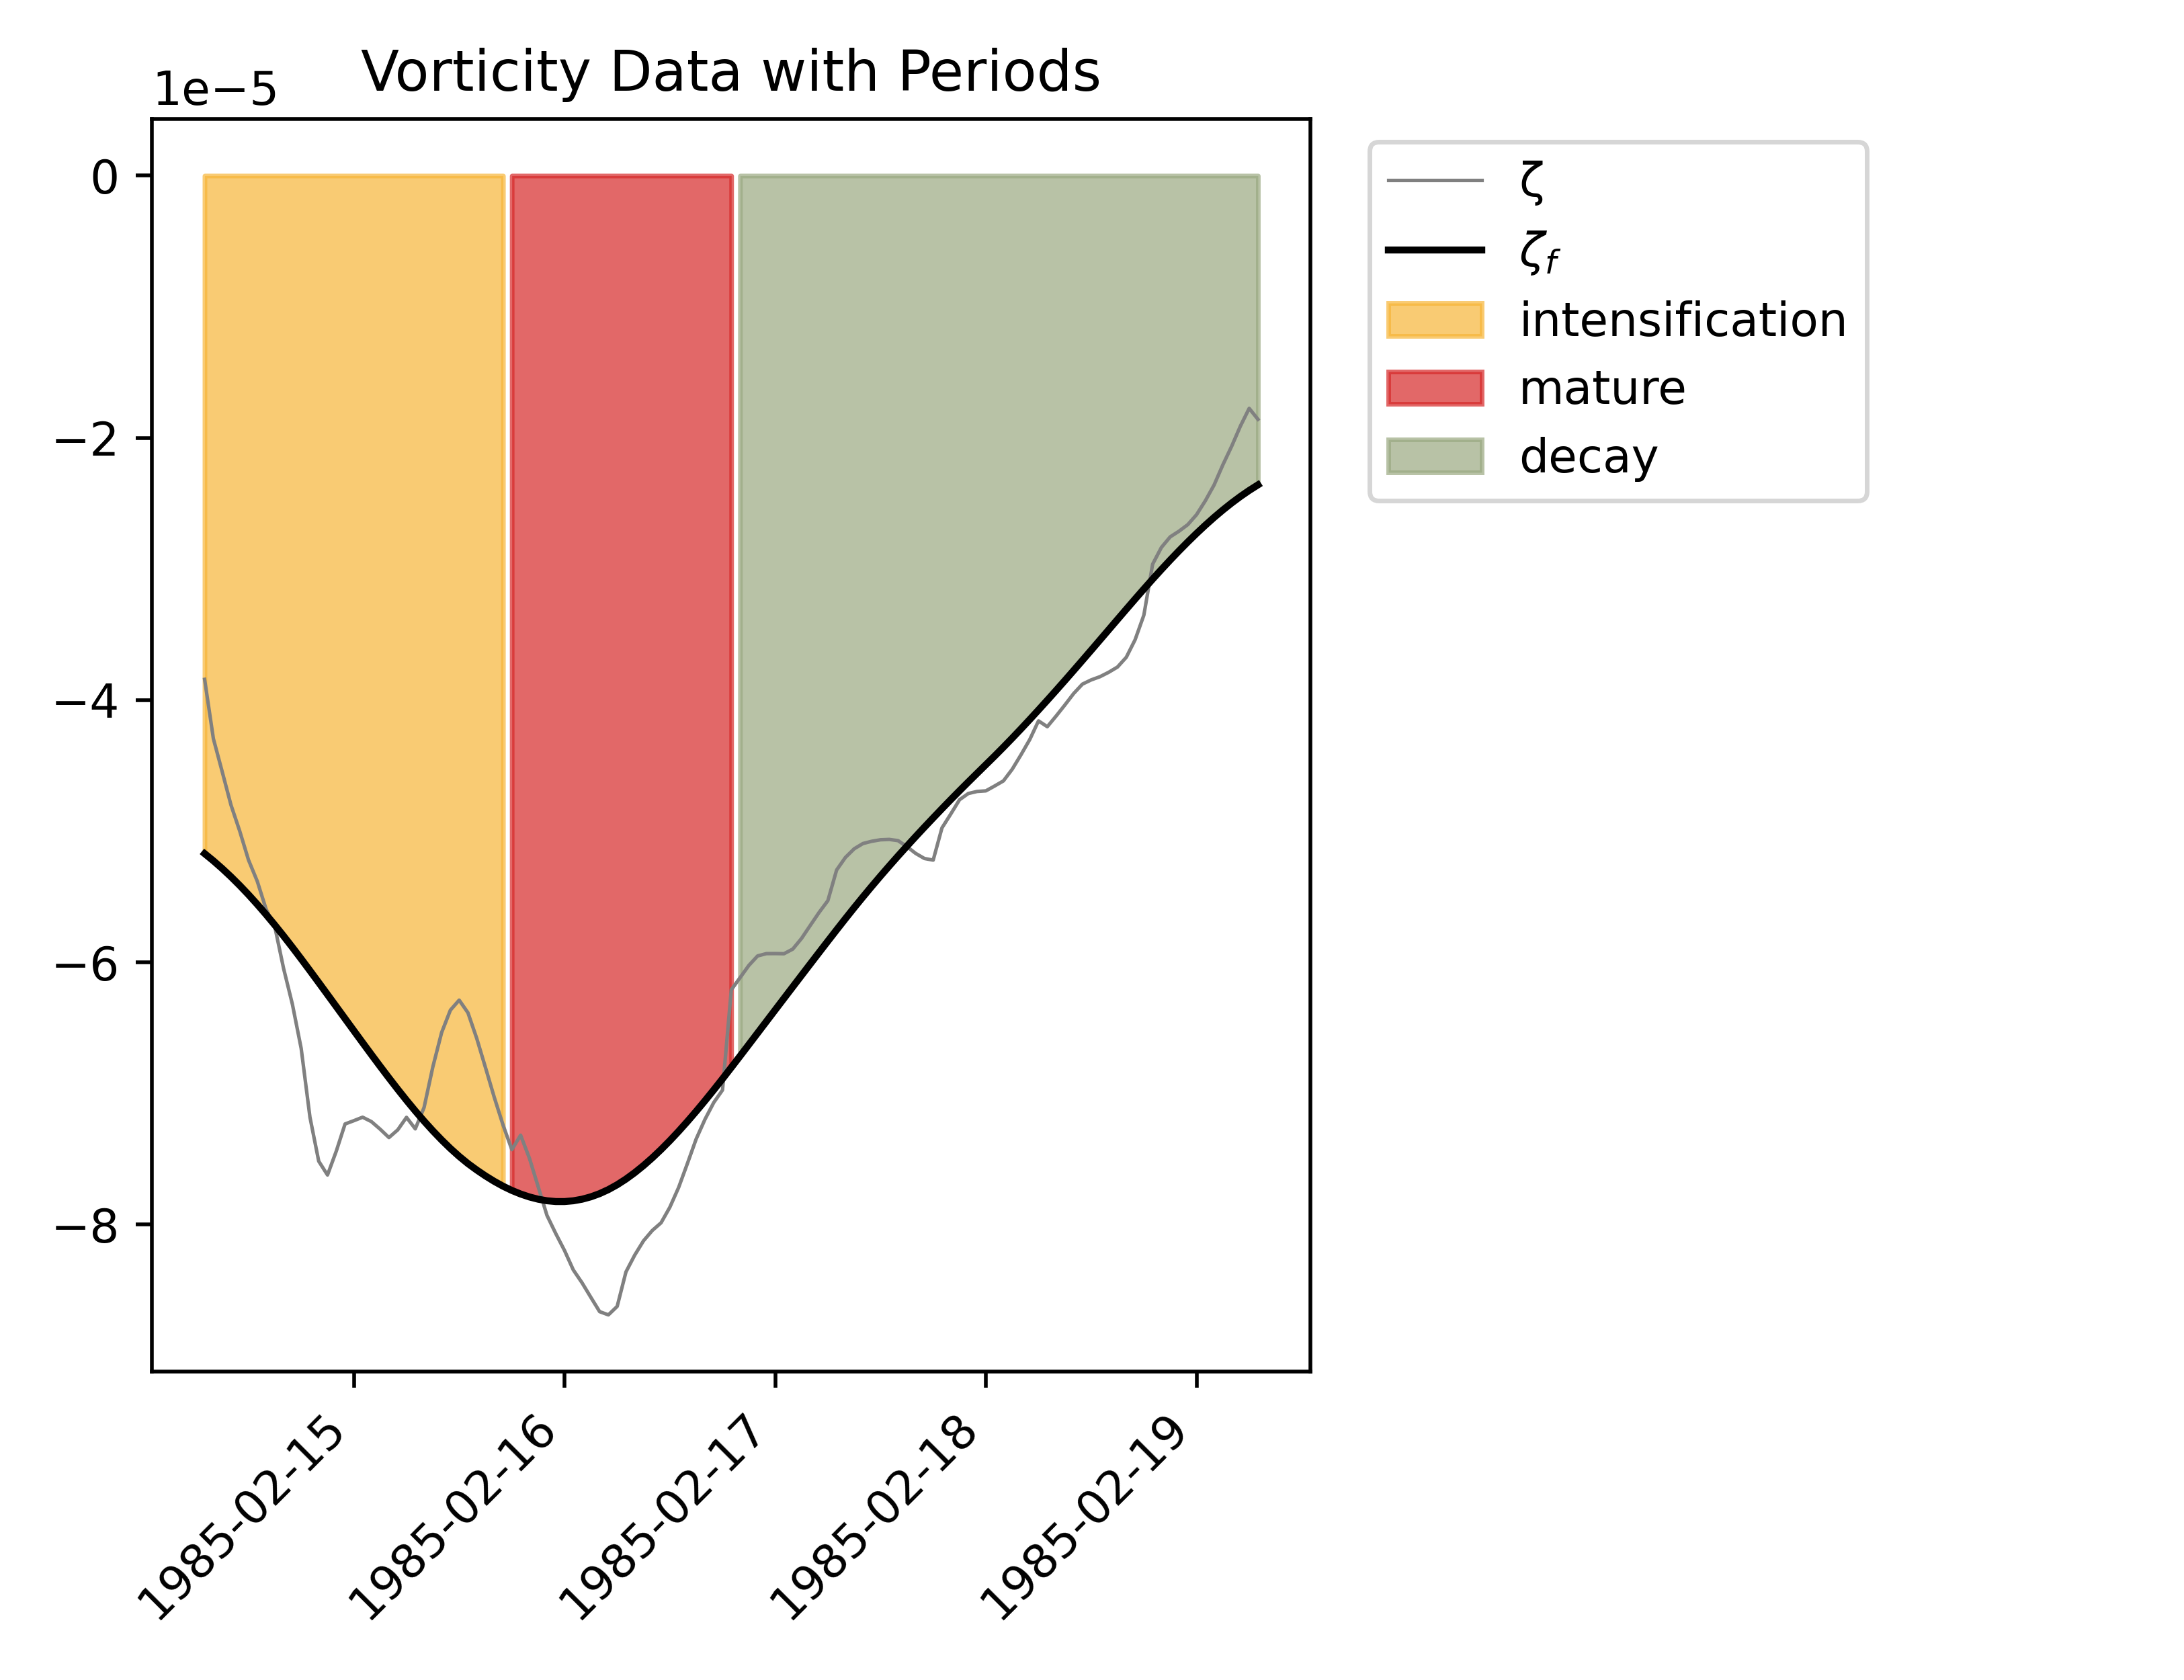 Vorticity Data with Periods
1e−5
0
−2
−4
−6
−8
1985-02-15
1985-02-16
1985-02-17
1985-02-18
1985-02-19
ζ
ζf
intensification
mature
decay